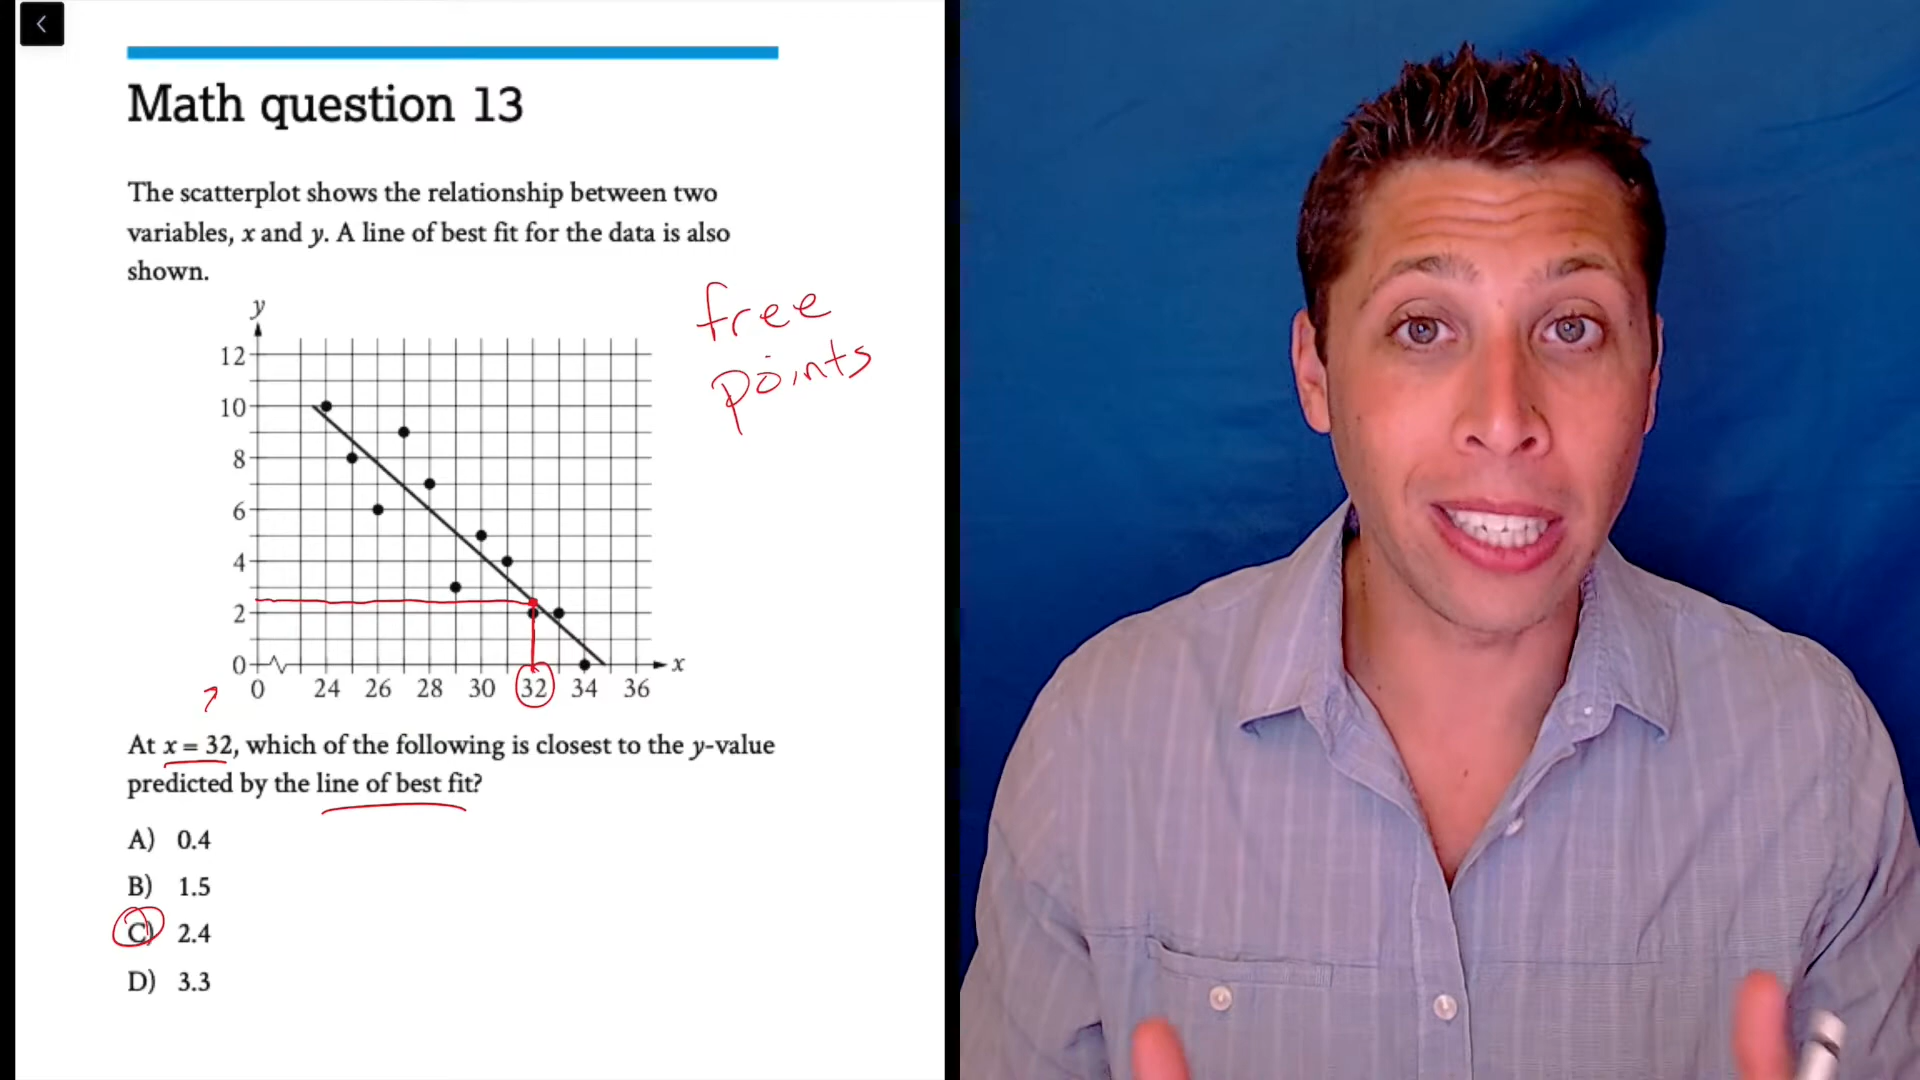 Math question 13
The scatterplot shows the relationship between two
variables, x and y. A line of best fit for the data is also
shown.
free
points
y
12
10
8
6
4
2
0
x
0 24 26 28 30 32 34 36
At x = 32, which of the following is closest to the y-value
predicted by the line of best fit?
A) 0.4
B) 1.5
C) 2.4
D) 3.3